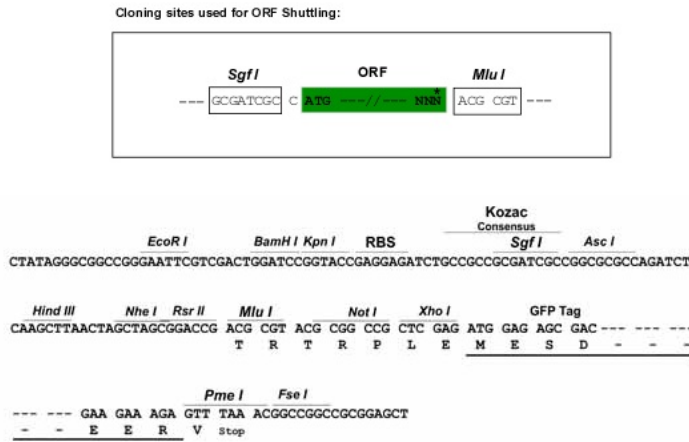 Cloning sites used for ORF Shuttling:
Sgf I ORF Mlu I
--- GCGATCGC C ATG ---//--- NNN* ACG CGT ---
Kozac
Consensus
EcoR I BamH I Kpn I RBS Sgf I Asc I
CTATAGGGCGGCCGGGAATTCGTCGACTGGATCCGGTACCGAGGAGATCTGCCGCCGCGATCGCCGGCGCGCCAGATCT
Hind III Nhe I Rsr II Mlu I Not I Xho I GFP Tag
CAAGCTTAACTAGCTAGCGGACCG ACG CGT ACG CGG CCG CTC GAG ATG GAG AGC GAC --- ---
T R T R P L E M E S D - - -
Pme I Fse I
--- --- GAA GAA AGA GTT TAA ACGGCCGGCCGCGGAGCT
- - E E R V Stop